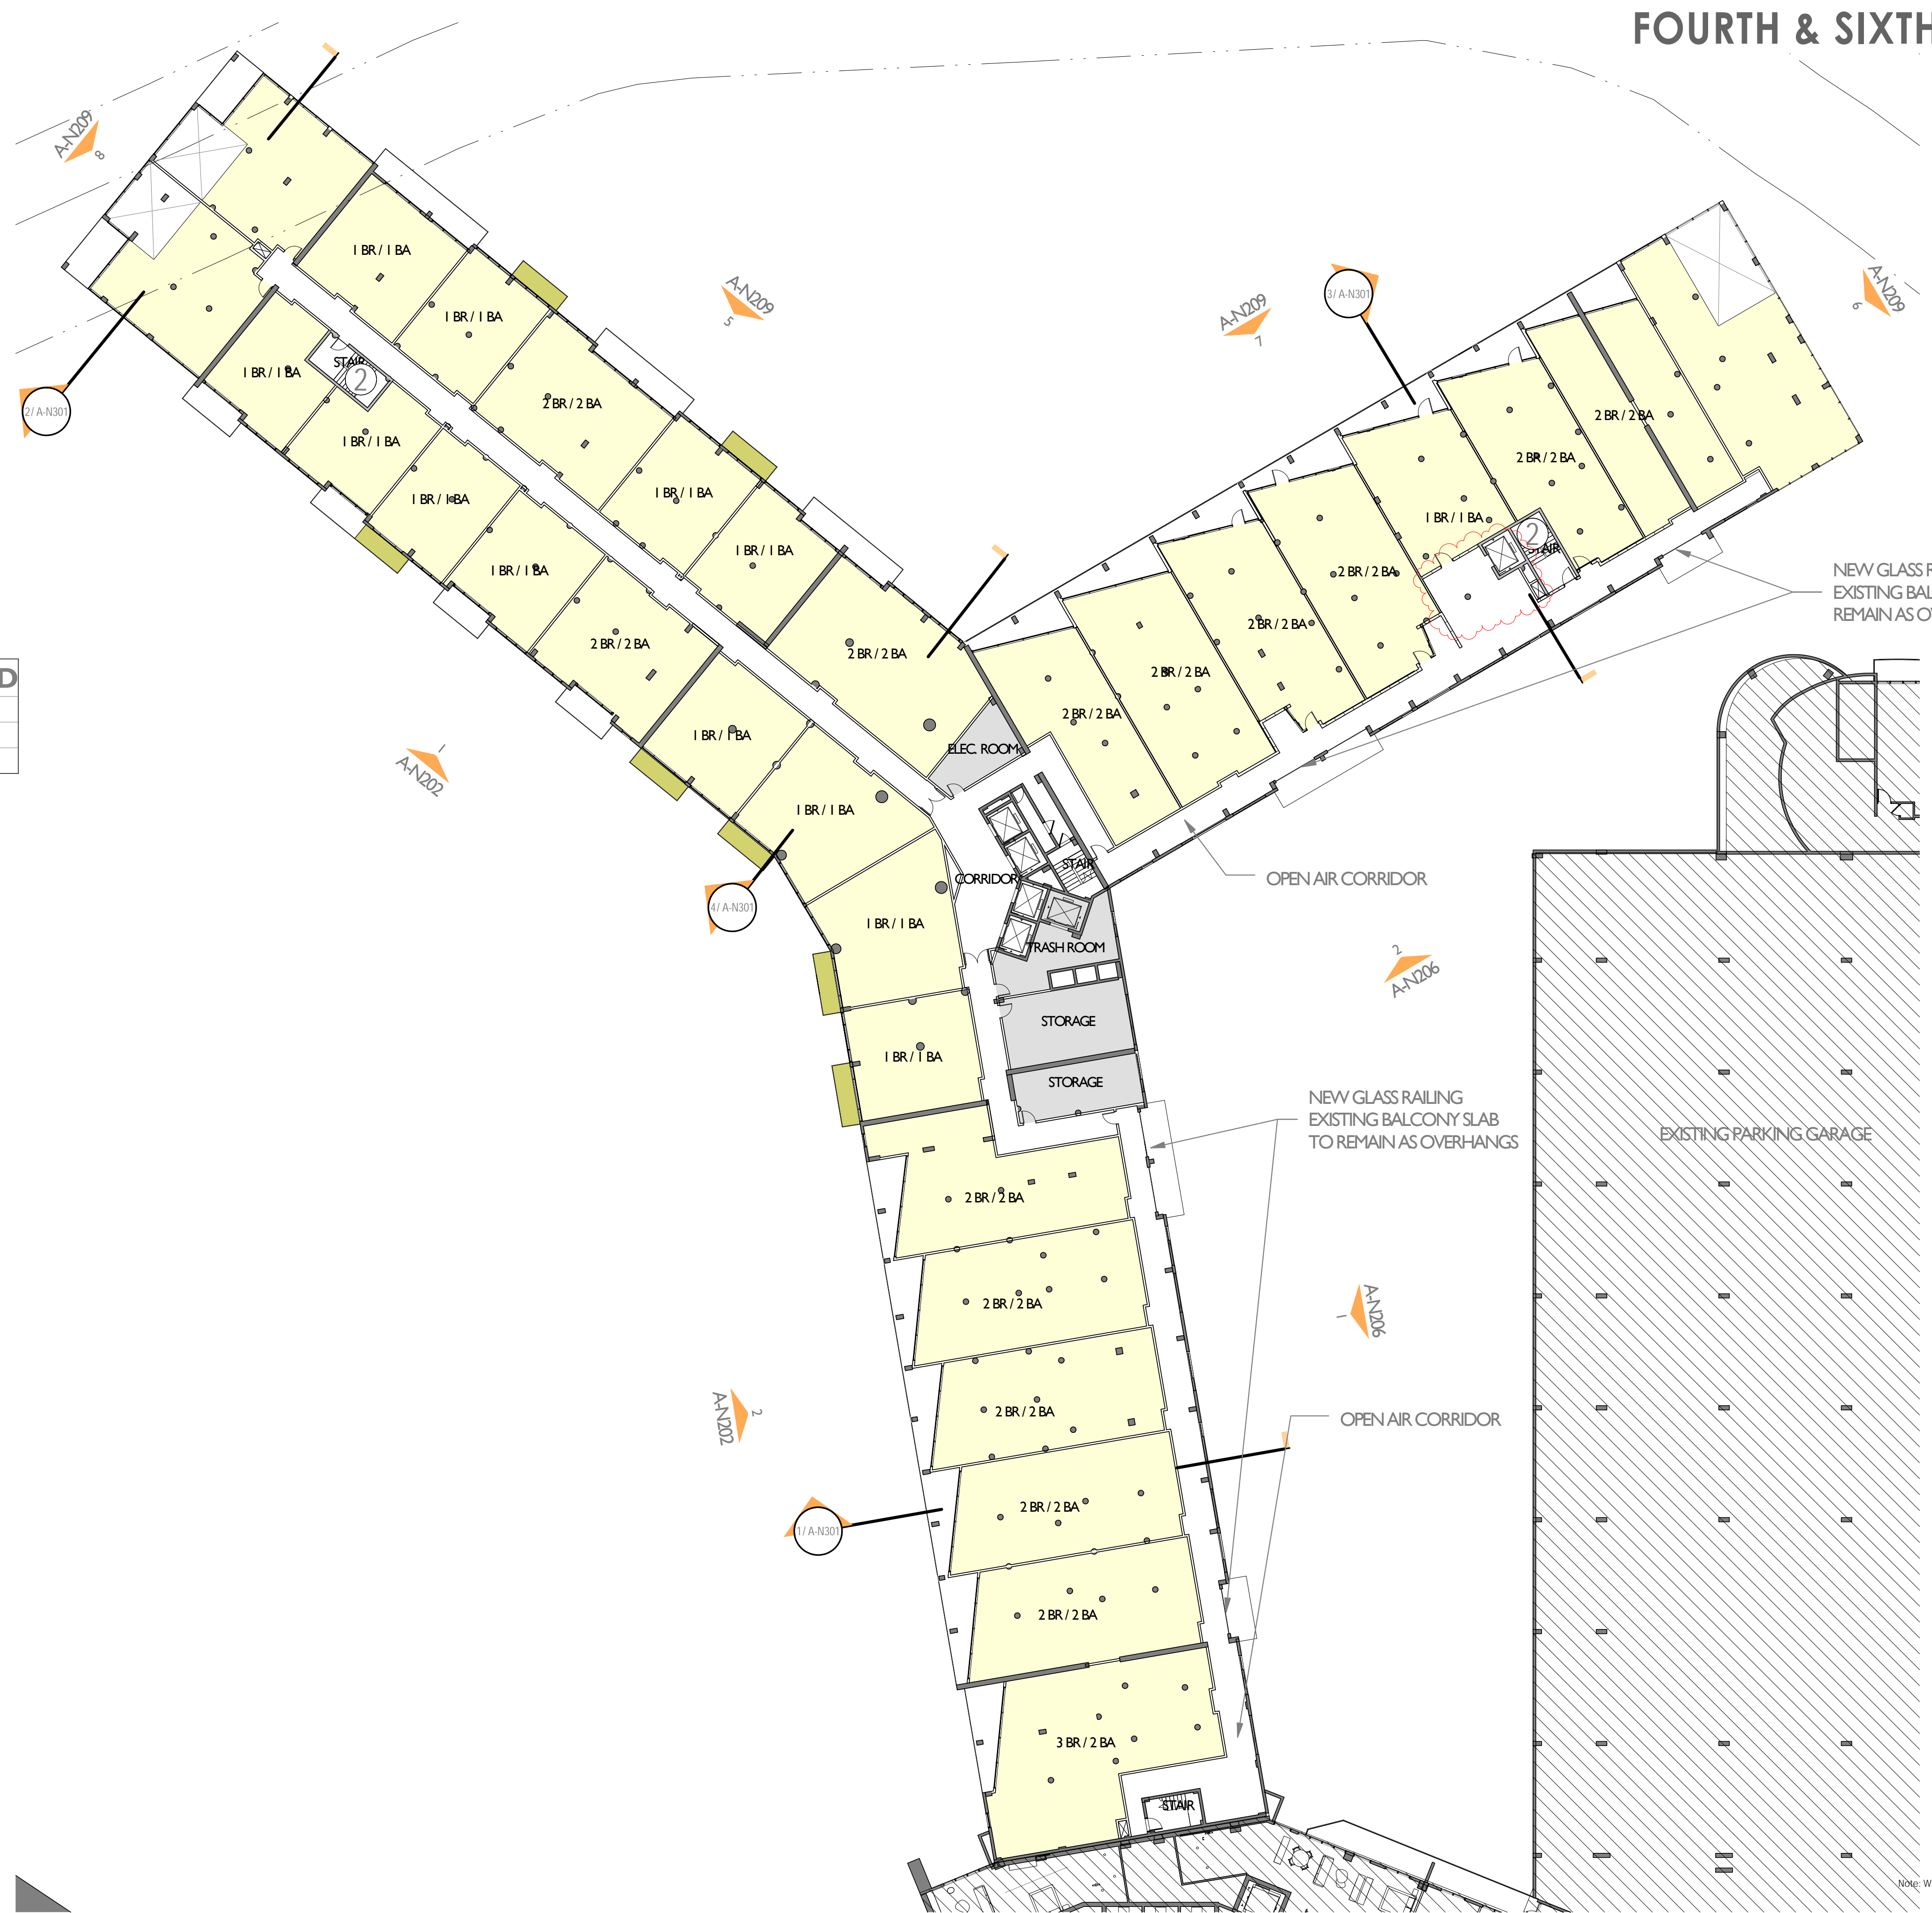 FOURTH & SIXTH
A-N209
8
A-N209
5
A-N209
7
A-N209
6
3/ A-N301
2/ A-N301
1 BR / 1 BA
1 BR / 1 BA
2 BR / 2 BA
1 BR / 1 BA
1 BR / 1 BA
2 BR / 2 BA
1 BR / 1 BA
STAIR
2
1 BR / 1 BA
1 BR / 1 BA
1 BR / 1 BA
2 BR / 2 BA
1 BR / 1 BA
1 BR / 1 BA
1 BR / 1 BA
1 BR / 1 BA
2 BR / 2 BA
2 BR / 2 BA
1 BR / 1 BA
2 BR / 2 BA
2 BR / 2 BA
2 BR / 2 BA
2 BR / 2 BA
2
STAIR
NEW GLASS R
EXISTING BAL
REMAIN AS O
D
1
A-N202
ELEC. ROOM
STAIR
CORRIDOR
OPEN AIR CORRIDOR
4/ A-N301
TRASH ROOM
2
A-N206
STORAGE
STORAGE
NEW GLASS RAILING
EXISTING BALCONY SLAB
TO REMAIN AS OVERHANGS
EXISTING PARKING GARAGE
2 BR / 2 BA
2 BR / 2 BA
1
A-N206
2 BR / 2 BA
A-N202
2
OPEN AIR CORRIDOR
2 BR / 2 BA
1/ A-N301
2 BR / 2 BA
3 BR / 2 BA
STAIR
Note: W